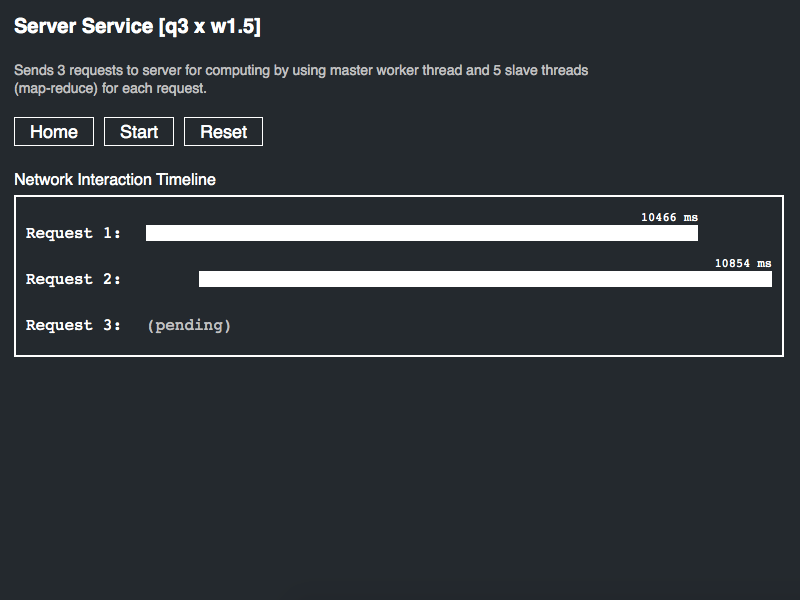 Server Service [q3 x w1.5]
Sends 3 requests to server for computing by using master worker thread and 5 slave threads
(map-reduce) for each request.
Home Start Reset
Network Interaction Timeline
10466 ms
Request 1:
10854 ms
Request 2:
Request 3: (pending)